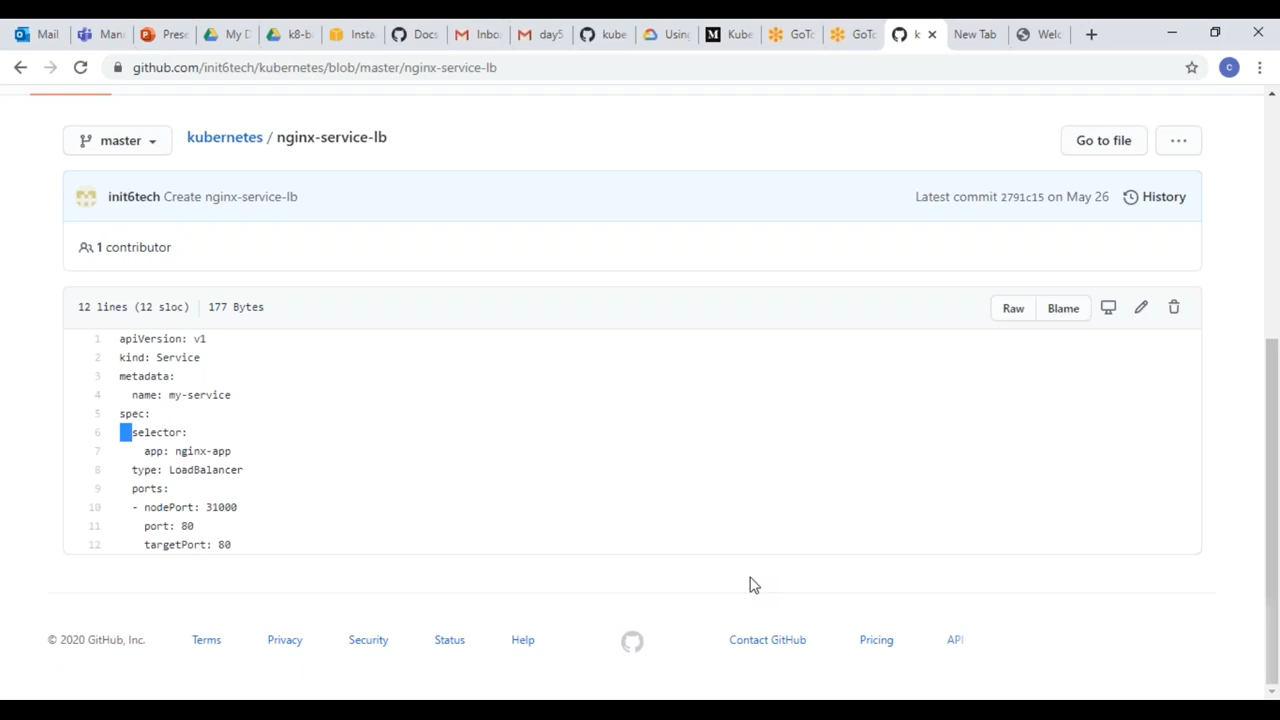 Mail
Mann
Prese
My D
k8-b
Insta
Docs
Inbo
day5
kube
Using
M Kube
GoTo
GoTo
k
New Tab
Welc
github.com/init6tech/kubernetes/blob/master/nginx-service-lb
c
master
kubernetes / nginx-service-lb
Go to file
...
init6tech Create nginx-service-lb
Latest commit 2791c15 on May 26
History
1 contributor
12 lines (12 sloc) 177 Bytes
Raw
Blame
1 apiVersion: v1
2 kind: Service
3 metadata:
4 name: my-service
5 spec:
6 selector:
7 app: nginx-app
8 type: LoadBalancer
9 ports:
10 - nodePort: 31000
11 port: 80
12 targetPort: 80
© 2020 GitHub, Inc.
Terms
Privacy
Security
Status
Help
Contact GitHub
Pricing
API